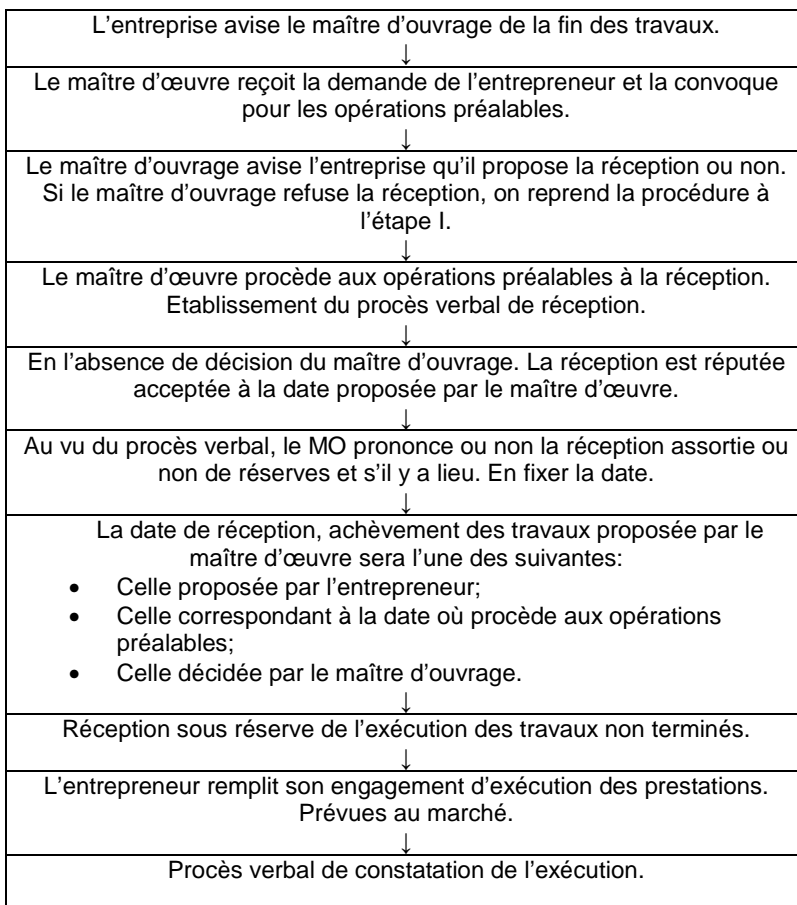 L’entreprise avise le maître d’ouvrage de la fin des travaux.
↓
Le maître d’œuvre reçoit la demande de l’entrepreneur et la convoque
pour les opérations préalables.
↓
Le maître d’ouvrage avise l’entreprise qu’il propose la réception ou non.
Si le maître d’ouvrage refuse la réception, on reprend la procédure à
l’étape I.
↓
Le maître d’œuvre procède aux opérations préalables à la réception.
Etablissement du procès verbal de réception.
↓
En l’absence de décision du maître d’ouvrage. La réception est réputée
acceptée à la date proposée par le maître d’œuvre.
↓
Au vu du procès verbal, le MO prononce ou non la réception assortie ou
non de réserves et s’il y a lieu. En fixer la date.
↓
La date de réception, achèvement des travaux proposée par le
maître d’œuvre sera l’une des suivantes:
• Celle proposée par l’entrepreneur;
• Celle correspondant à la date où procède aux opérations
préalables;
• Celle décidée par le maître d’ouvrage.
↓
Réception sous réserve de l’exécution des travaux non terminés.
↓
L’entrepreneur remplit son engagement d’exécution des prestations.
Prévues au marché.
↓
Procès verbal de constatation de l’exécution.